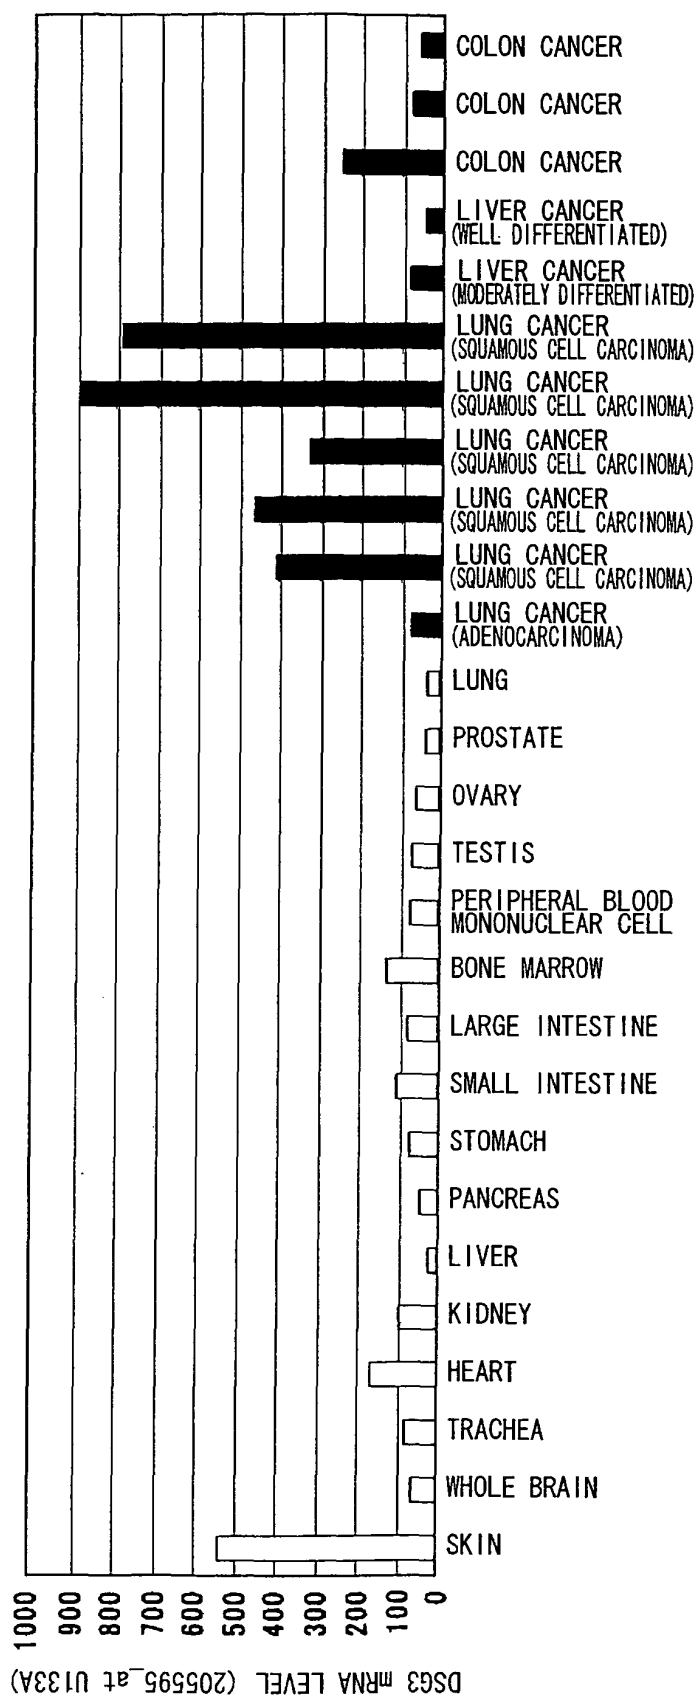 COLON CANCER
COLON CANCER
COLON CANCER
LIVER CANCER
(WELL DIFFERENTIATED)
LIVER CANCER
(MODERATELY DIFFERENTIATED)
LUNG CANCER
(SQUAMOUS CELL CARCINOMA)
LUNG CANCER
(SQUAMOUS CELL CARCINOMA)
LUNG CANCER
(SQUAMOUS CELL CARCINOMA)
LUNG CANCER
(SQUAMOUS CELL CARCINOMA)
LUNG CANCER
(SQUAMOUS CELL CARCINOMA)
LUNG CANCER
(ADENOCARCINOMA)
LUNG
PROSTATE
OVARY
TESTIS
PERIPHERAL BLOOD
MONONUCLEAR CELL
BONE MARROW
LARGE INTESTINE
SMALL INTESTINE
STOMACH
PANCREAS
LIVER
KIDNEY
HEART
TRACHEA
WHOLE BRAIN
SKIN
1000
900
800
700
600
500
400
300
200
100
0
DSG3 mRNA LEVEL (205595_at U133A)